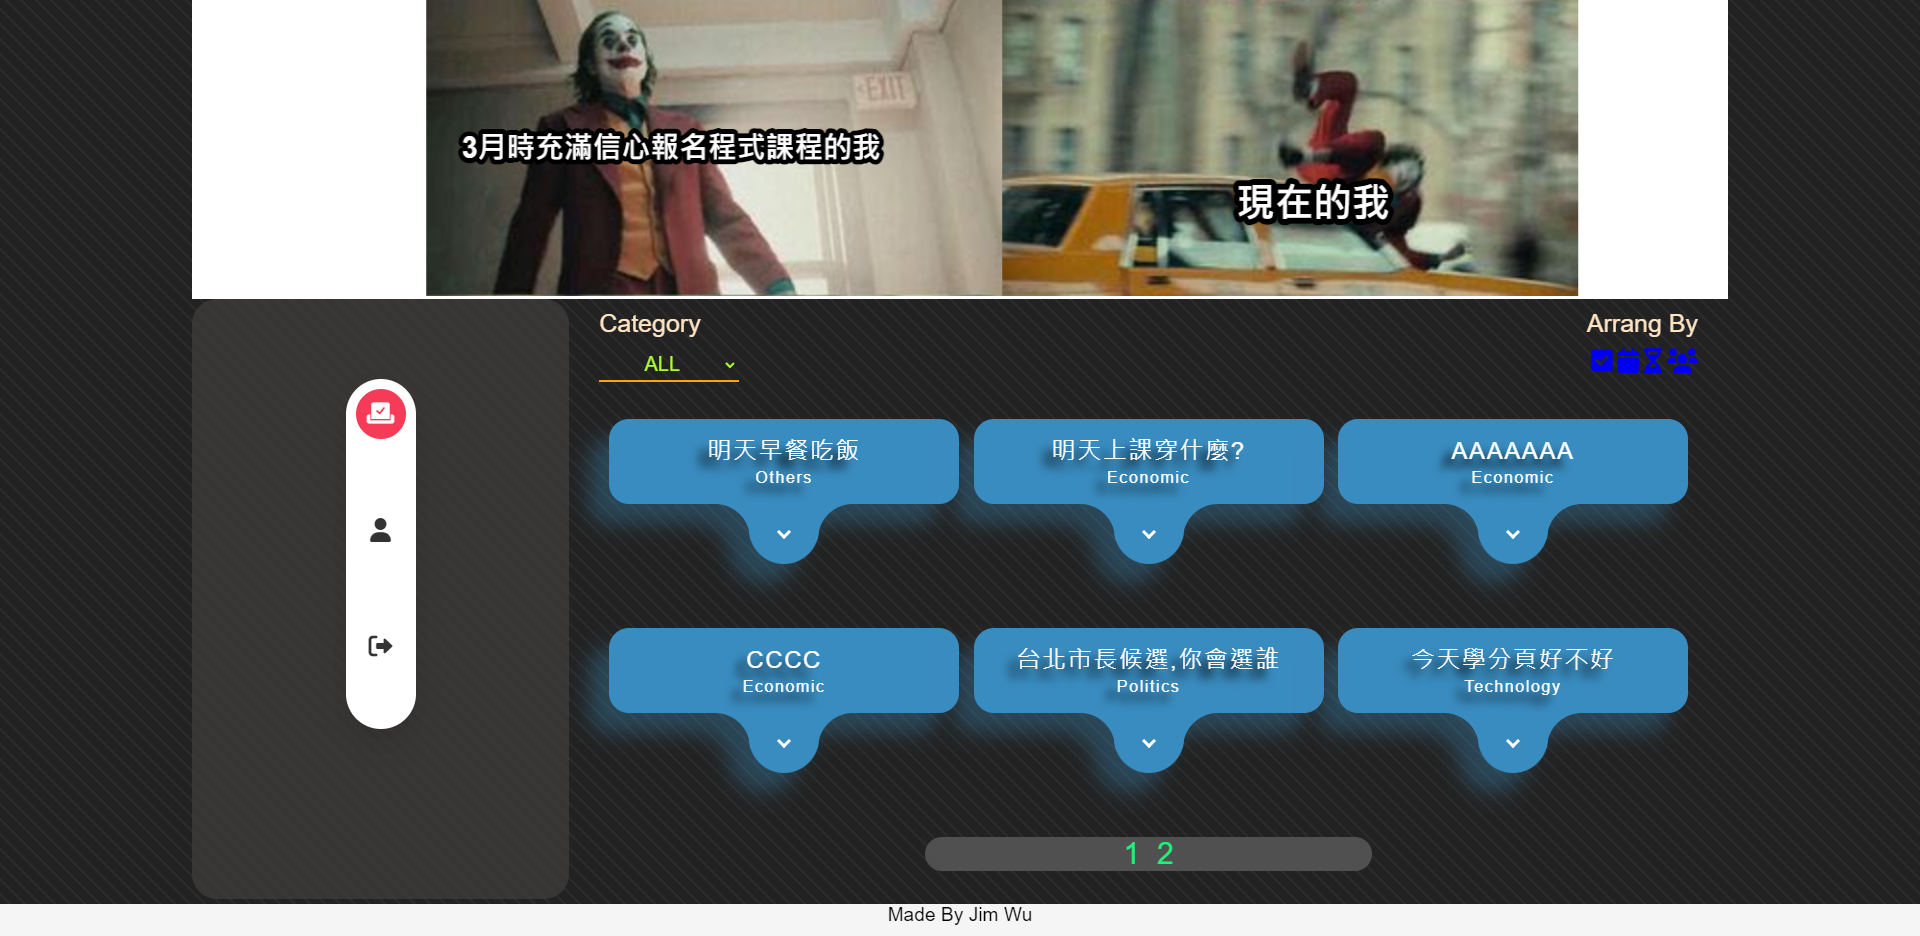 EXIT
3月時充滿信心報名程式課程的我
現在的我
Category
Arrang By
ALL
明天早餐吃飯
Others
明天上課穿什麼?
Economic
AAAAAAA
Economic
CCCC
Economic
台北市長候選,你會選誰
Politics
今天學分頁好不好
Technology
1 2
Made By Jim Wu